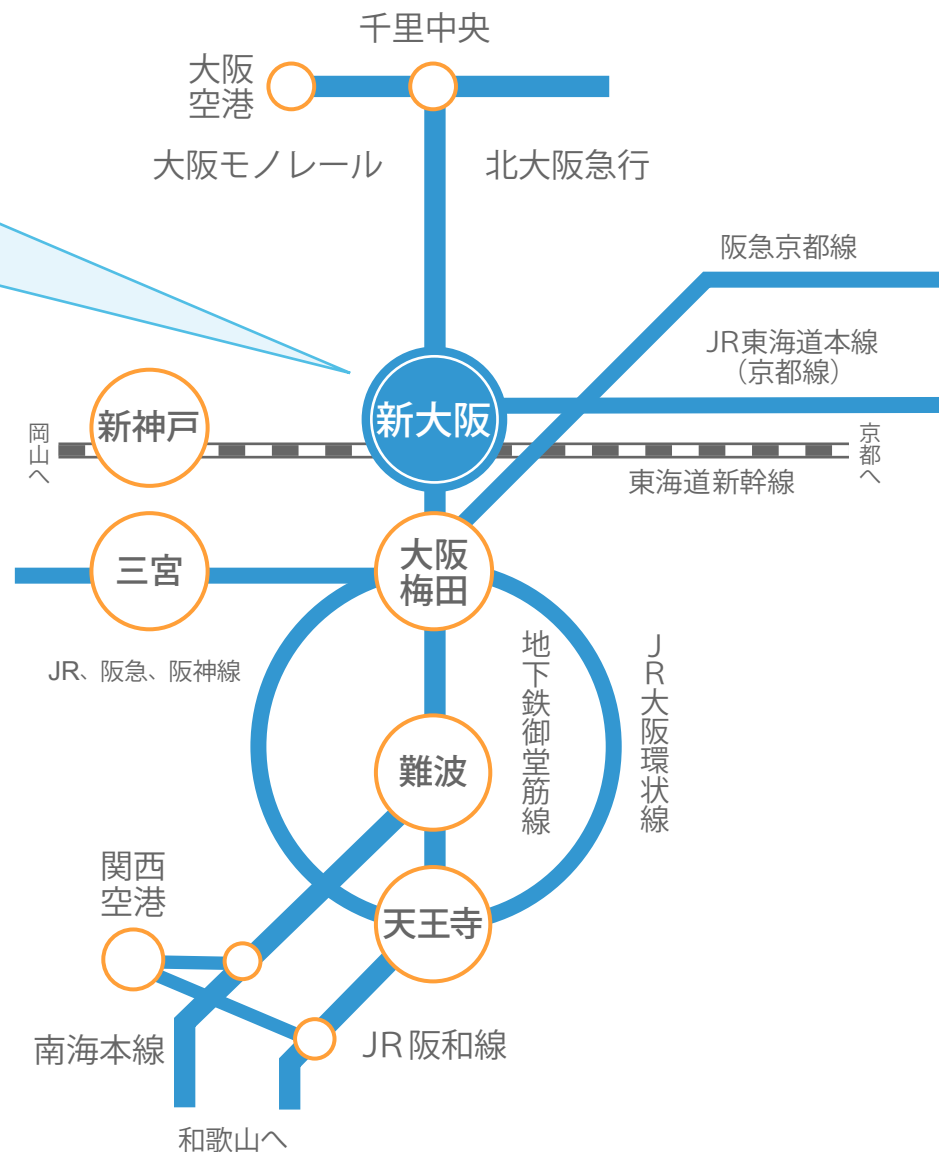 千里中央
大阪
空港
大阪モノレール
北大阪急行
阪急京都線
JR東海道本線
（京都線）
新大阪
新神戸
岡山へ
京都へ
東海道新幹線
大阪
梅田
三宮
JR、阪急、阪神線
地下鉄御堂筋線
JR大阪環状線
難波
関西
空港
天王寺
南海本線
JR阪和線
和歌山へ